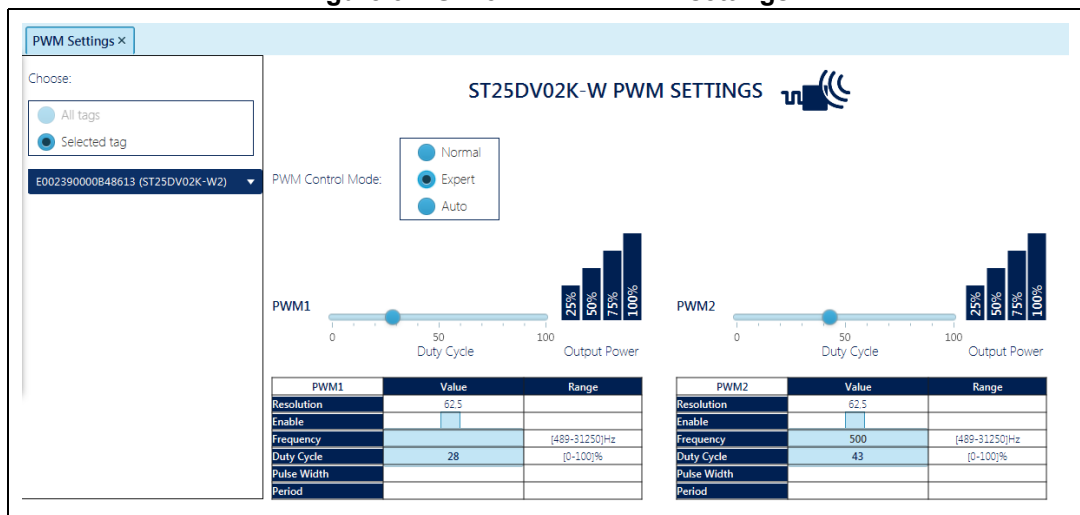 PWM Settings ×
Choose:
All tags
Selected tag
E002390000B48613 (ST25DV02K-W2)
ST25DV02K-W PWM SETTINGS
PWM Control Mode:
Normal
Expert
Auto
PWM1
0 50 100
Duty Cycle
25% 50% 75% 100%
Output Power
PWM2
0 50 100
Duty Cycle
25% 50% 75% 100%
Output Power
PWM1 Value Range
Resolution 62,5
Enable
Frequency [489-31250]Hz
Duty Cycle 28 [0-100]%
Pulse Width
Period
PWM2 Value Range
Resolution 62,5
Enable
Frequency 500 [489-31250]Hz
Duty Cycle 43 [0-100]%
Pulse Width
Period